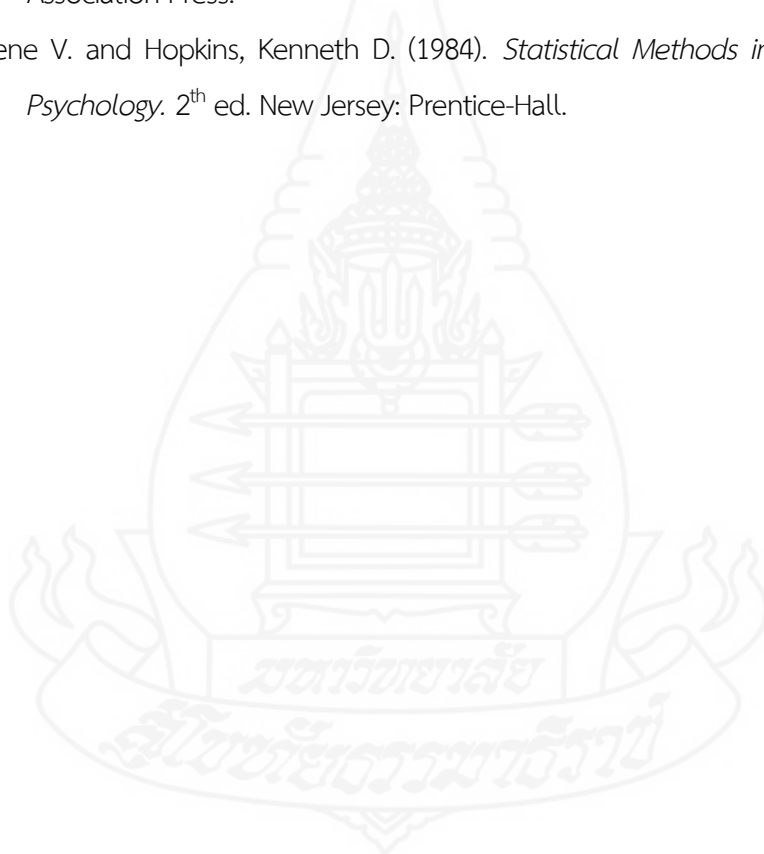 Association Press.
ene V. and Hopkins, Kenneth D. (1984). Statistical Methods in
Psychology. 2th ed. New Jersey: Prentice-Hall.
มหาวิทยาลัย
สุโขทัยธรรมาธิราช